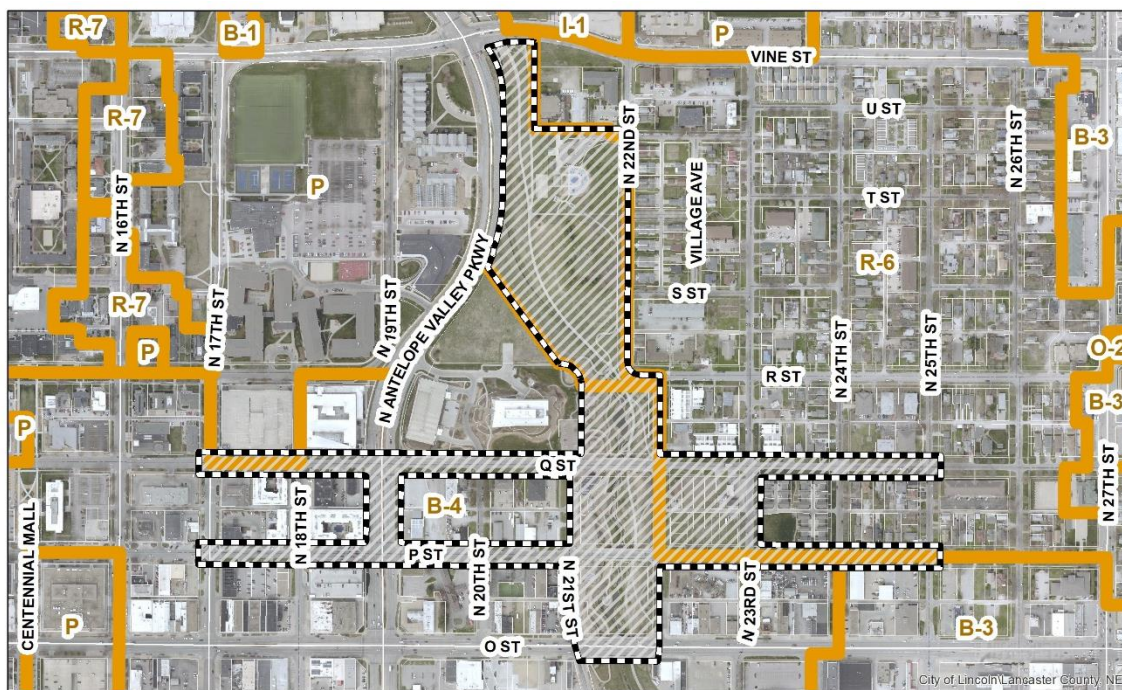 R-7
B-1
I-1
P
VINE ST
U ST
R-7
N 22ND ST
N 26TH ST
B-3
P
T ST
N 16TH ST
VILLAGE AVE
R-6
N ANTELOPE VALLEY PKWY
S ST
R-7
N 17TH ST
N 19TH ST
N 24TH ST
N 25TH ST
P
O-2
R ST
B-3
P
Q ST
N 27TH ST
CENTENNIAL MALL
N 18TH ST
B-4
P ST
N 20TH ST
N 21ST ST
N 23RD ST
P
O ST
B-3
City of Lincoln\Lancaster County, NE